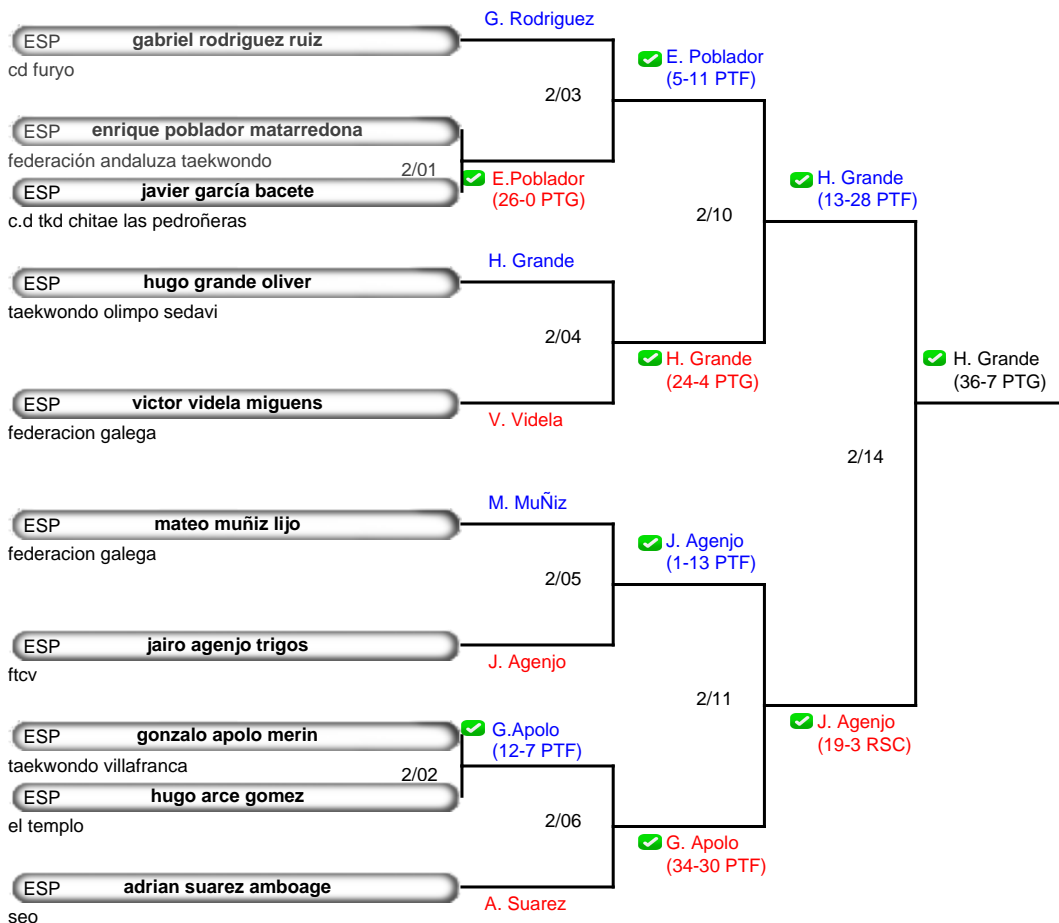 G. Rodriguez
ESP gabriel rodriguez ruiz
cd furyo
E. Poblador
(5-11 PTF)
2/03
ESP enrique poblador matarredona
federación andaluza taekwondo
2/01
E.Poblador
(26-0 PTG)
ESP javier garcía bacete
c.d tkd chitae las pedroñeras
H. Grande
(13-28 PTF)
2/10
H. Grande
ESP hugo grande oliver
taekwondo olimpo sedavi
2/04
H. Grande
(24-4 PTG)
H. Grande
(36-7 PTG)
ESP victor videla miguens
federacion galega
V. Videla
2/14
M. MuÑiz
ESP mateo muñiz lijo
federacion galega
J. Agenjo
(1-13 PTF)
2/05
ESP jairo agenjo trigos
ftcv
J. Agenjo
2/11
J. Agenjo
(19-3 RSC)
ESP gonzalo apolo merin
taekwondo villafranca
G.Apolo
(12-7 PTF)
2/02
ESP hugo arce gomez
el templo
2/06
G. Apolo
(34-30 PTF)
ESP adrian suarez amboage
seo
A. Suarez